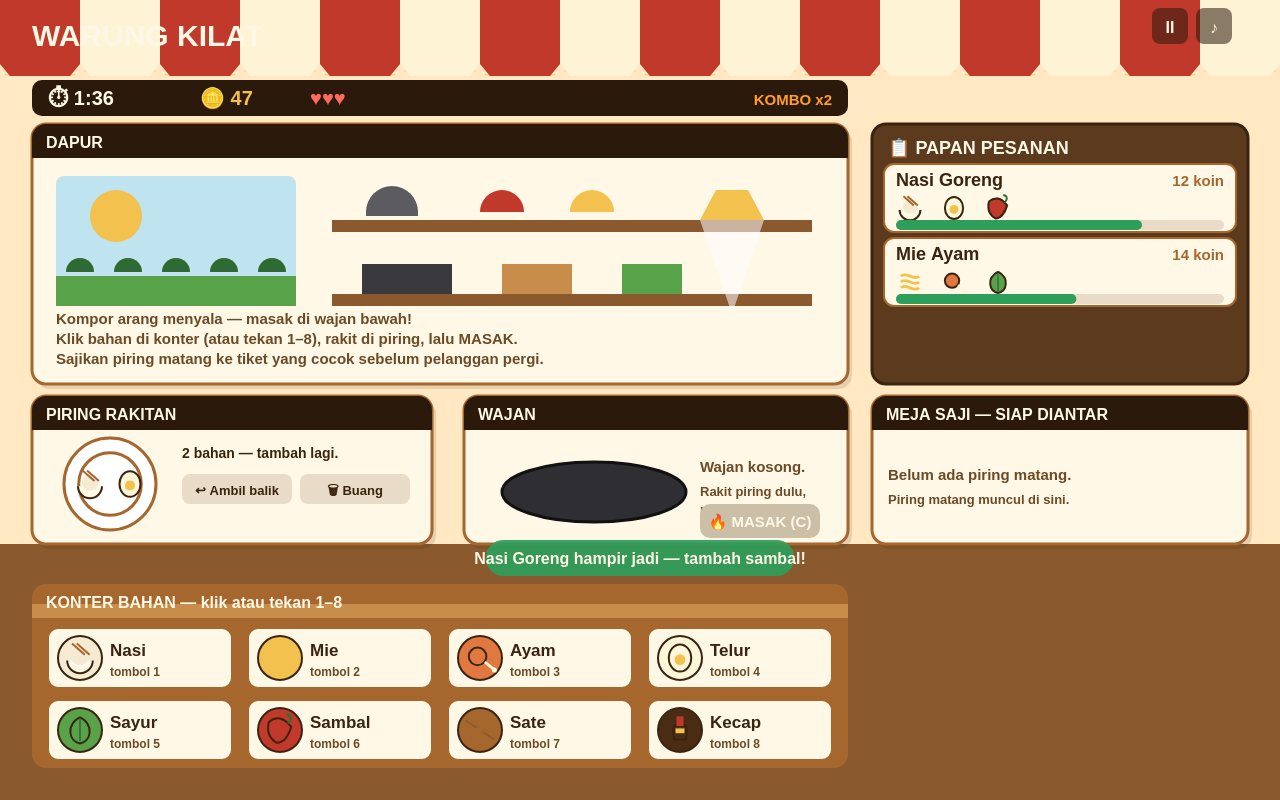 WARUNG KILAT
⏱ 1:36
🪙 47
♥♥♥
KOMBO x2
DAPUR
Kompor arang menyala — masak di wajan bawah!
Klik bahan di konter (atau tekan 1–8), rakit di piring, lalu MASAK.
Sajikan piring matang ke tiket yang cocok sebelum pelanggan pergi.
📋 PAPAN PESANAN
Nasi Goreng
12 koin
Mie Ayam
14 koin
PIRING RAKITAN
2 bahan — tambah lagi.
↩ Ambil balik
🗑 Buang
WAJAN
Wajan kosong.
Rakit piring dulu,
🔥 MASAK (C)
MEJA SAJI — SIAP DIANTAR
Belum ada piring matang.
Piring matang muncul di sini.
Nasi Goreng hampir jadi — tambah sambal!
KONTER BAHAN — klik atau tekan 1–8
Nasi
tombol 1
Mie
tombol 2
Ayam
tombol 3
Telur
tombol 4
Sayur
tombol 5
Sambal
tombol 6
Sate
tombol 7
Kecap
tombol 8